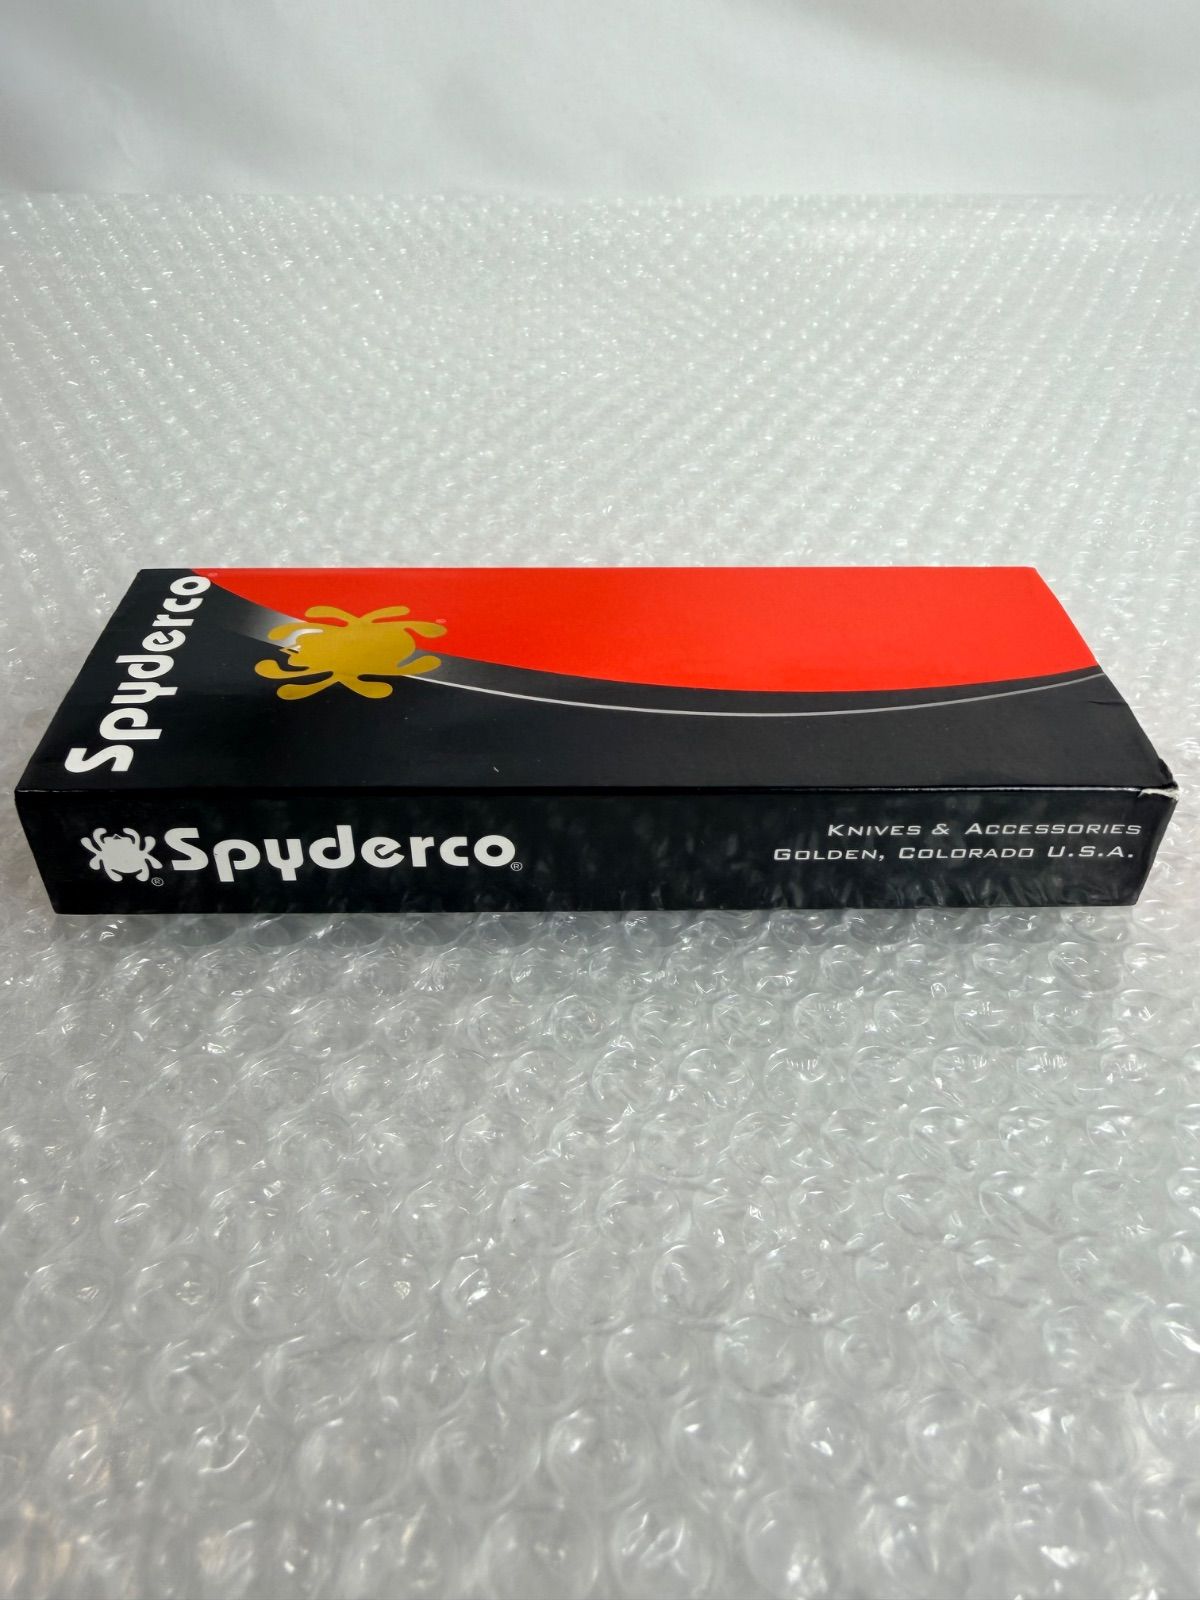 Spyderco®
Spyderco®
KNIVES & ACCESSORIES
GOLDEN, COLORADO U.S.A.